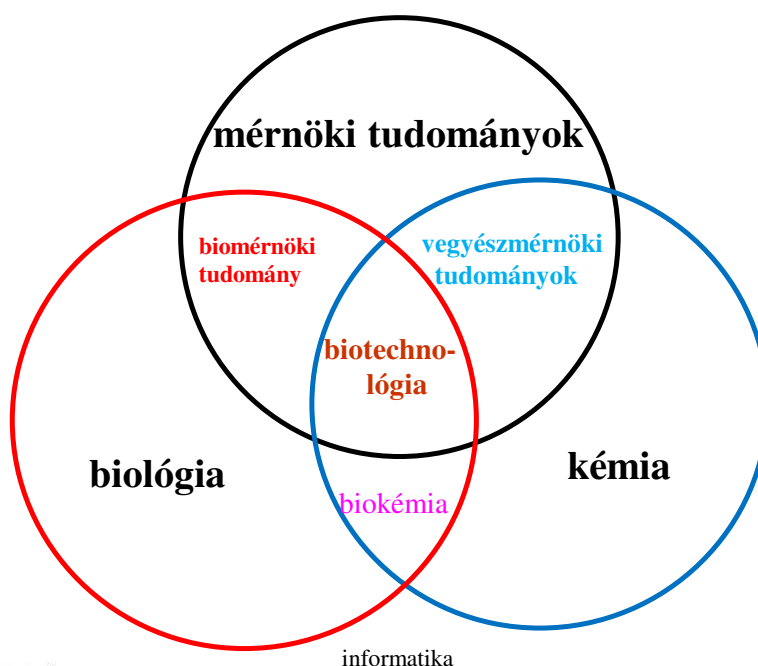 mérnöki tudományok
biomérnöki
tudomány
vegyészmérnöki
tudományok
biotechno-
lógia
biológia
kémia
biokémia
informatika